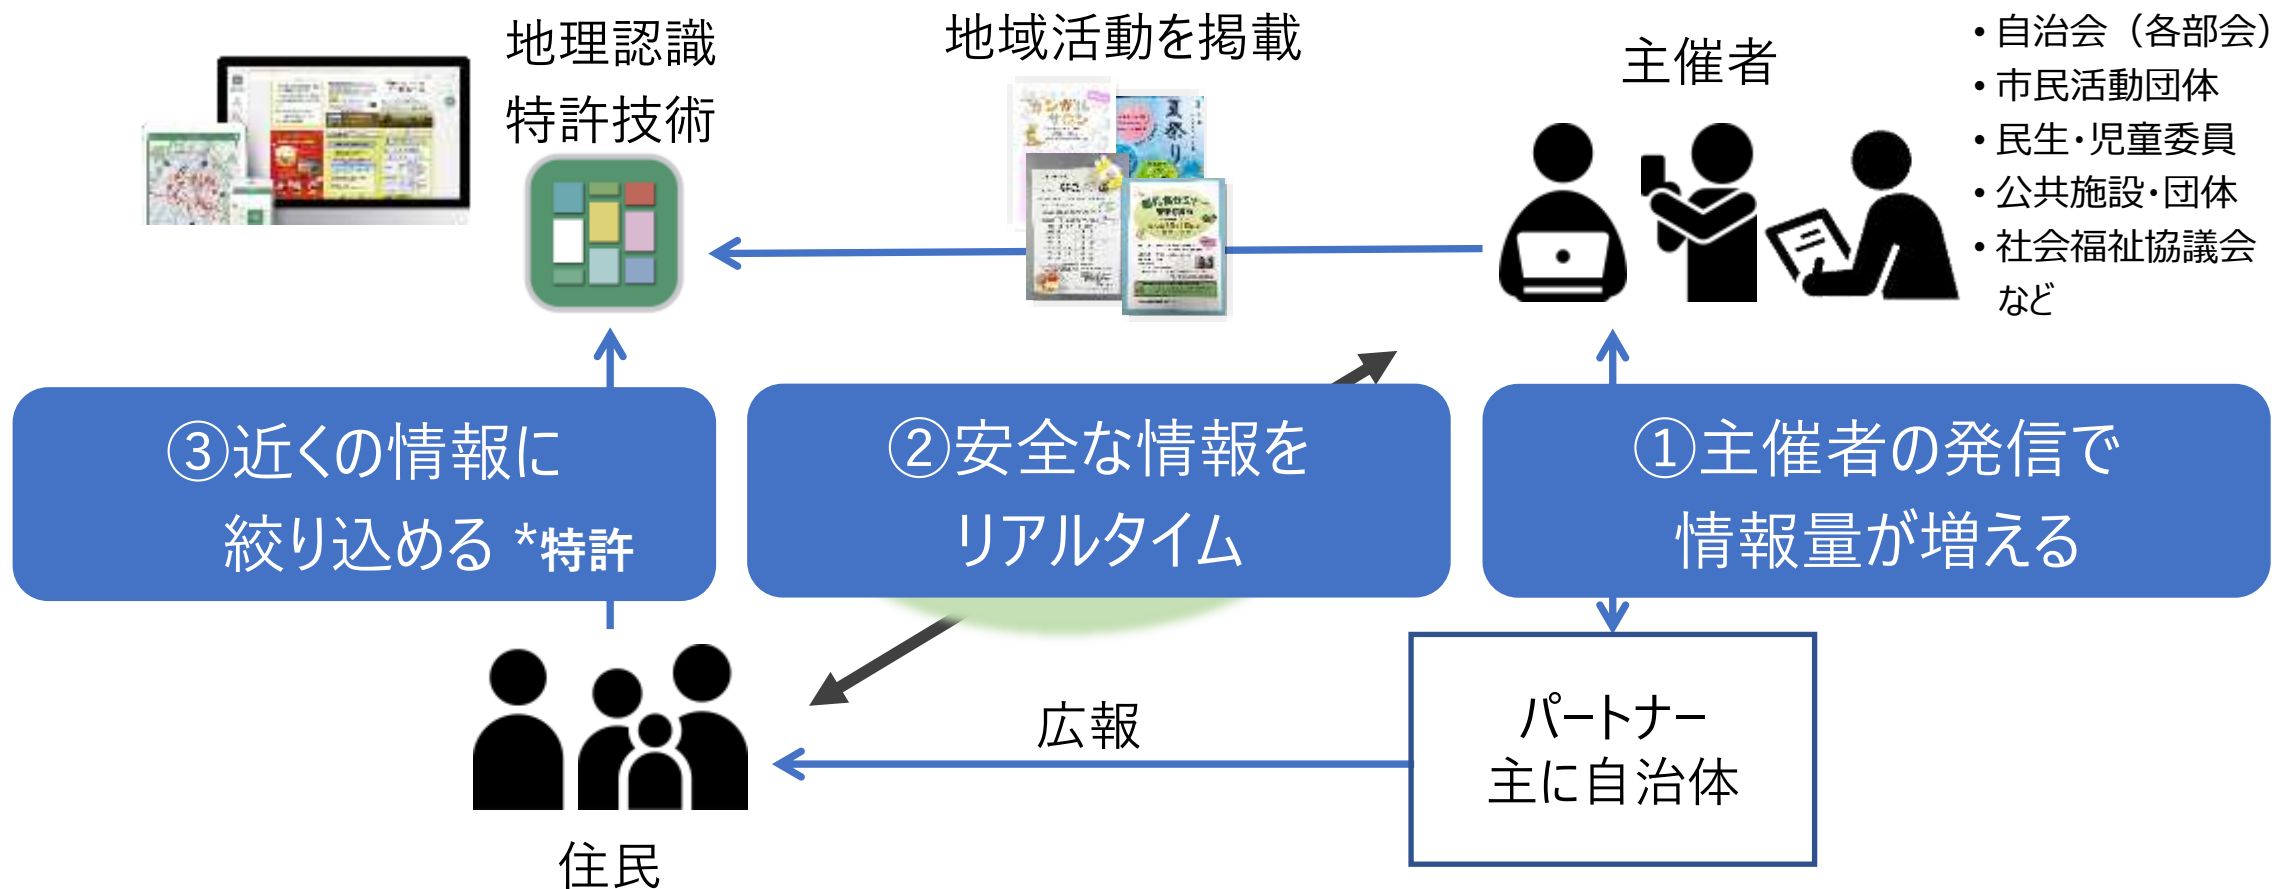 地理認識
特許技術
地域活動を掲載
主催者
• 自治会（各部会）
• 市民活動団体
• 民生・児童委員
• 公共施設・団体
• 社会福祉協議会
など
夏祭り
③近くの情報に
絞り込める *特許
②安全な情報を
リアルタイム
①主催者の発信で
情報量が増える
広報
パートナー
主に自治体
住民